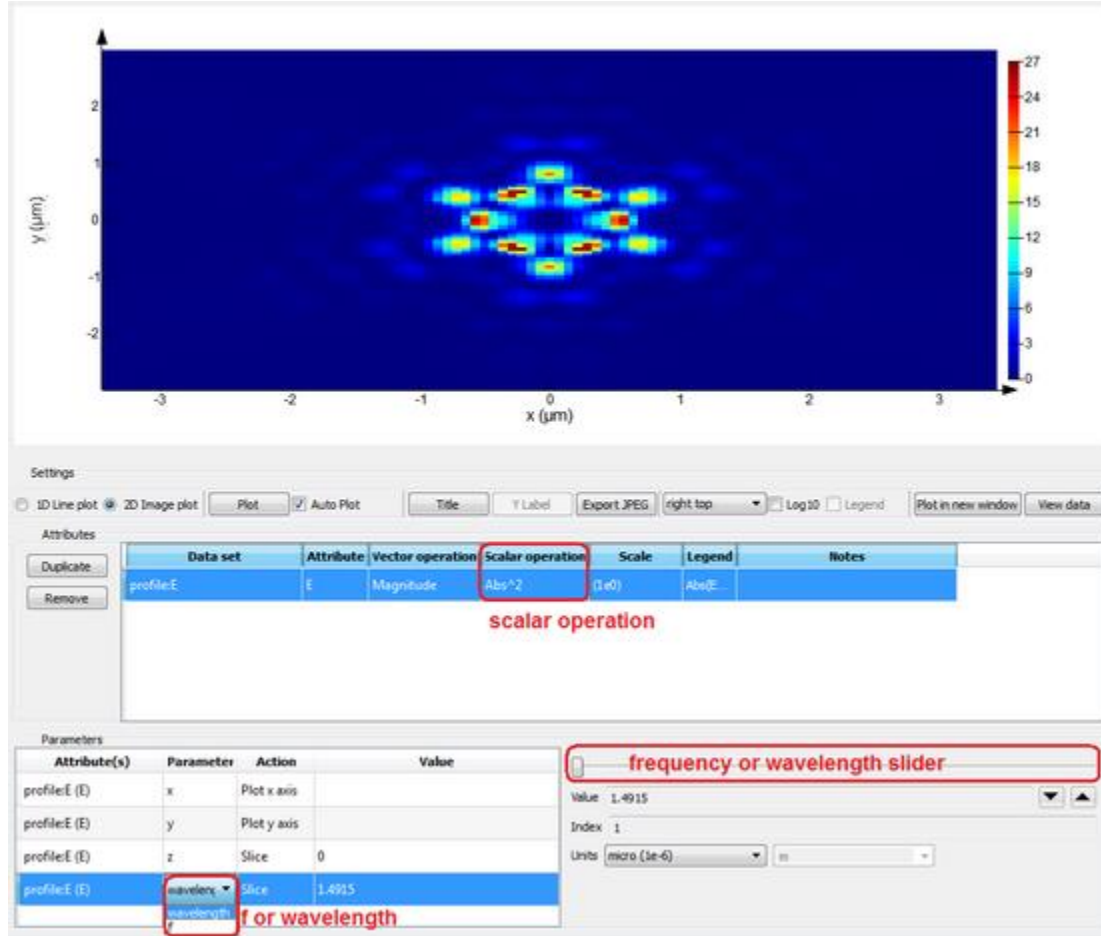 27
24
21
18
15
12
9
6
3
0
2
1
0
-1
-2
y (µm)
-3 -2 -1 0 1 2 3
x (µm)
Settings
1D Line plot 2D Image plot Plot Auto Plot Title Y Label Export JPEG right top Log10 Legend Plot in new window View data
Attributes
Duplicate
Remove
Data set Attribute Vector operation Scalar operation Scale Legend Notes
profile:E E Magnitude Abs^2 (1e0) Abs(E...
scalar operation
Parameters
Attribute(s) Parameter Action Value
profile:E (E) x Plot x axis
profile:E (E) y Plot y axis
profile:E (E) z Slice 0
profile:E (E) waveleng Slice 1.4915
wavelength
f
f or wavelength
frequency or wavelength slider
Value 1.4915
Index 1
Units micro (1e-6) m